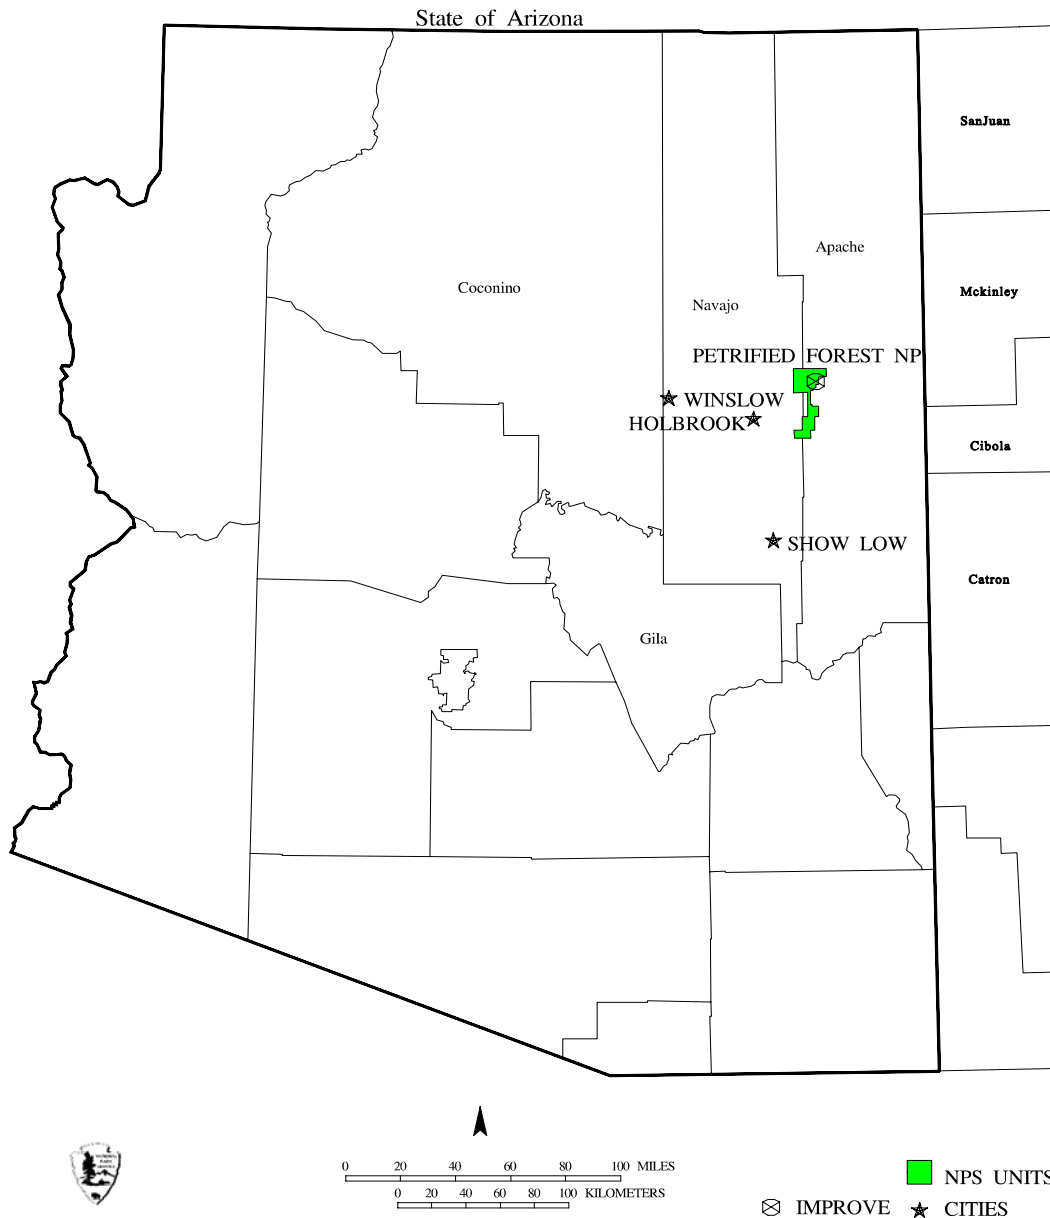 State of Arizona
SanJuan
Apache
Coconino
Mckinley
Navajo
PETRIFIED FOREST NP
WINSLOW
HOLBROOK
Cibola
SHOW LOW
Catron
Gila
0 20 40 60 80 100 MILES
0 20 40 60 80 100 KILOMETERS
NPS UNITS
IMPROVE
CITIES